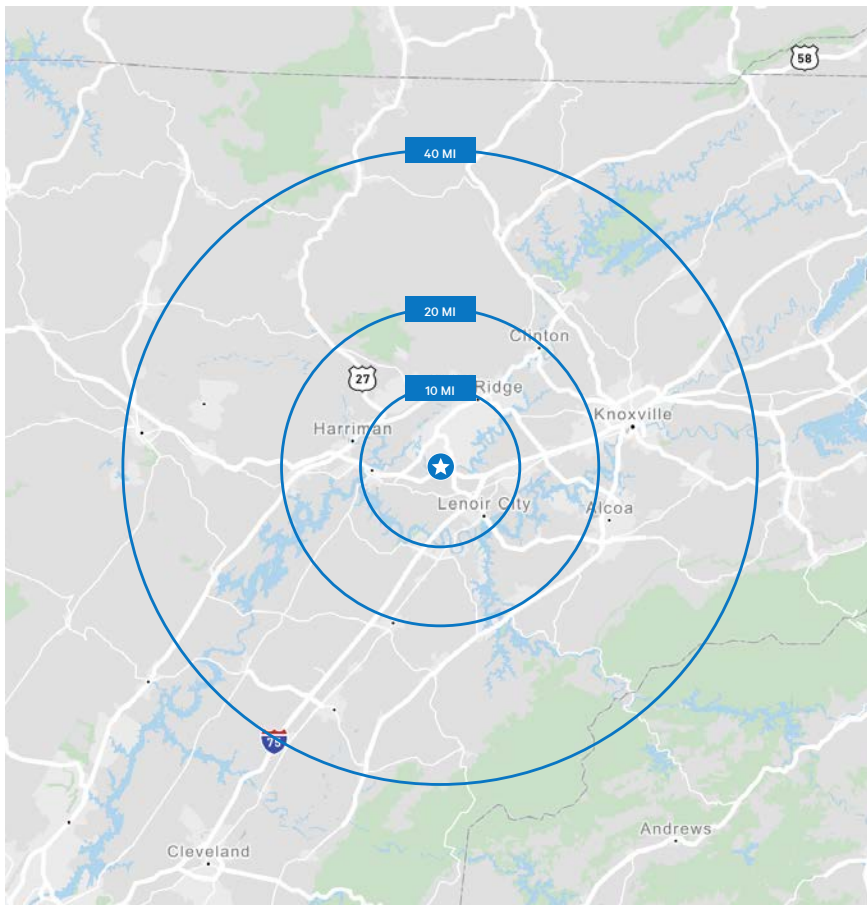 58
40 MI
20 MI
Clinton
27
10 MI
Ridge
Knoxville
Harriman
Lenoir City
Alcoa
75
Andrews
Cleveland